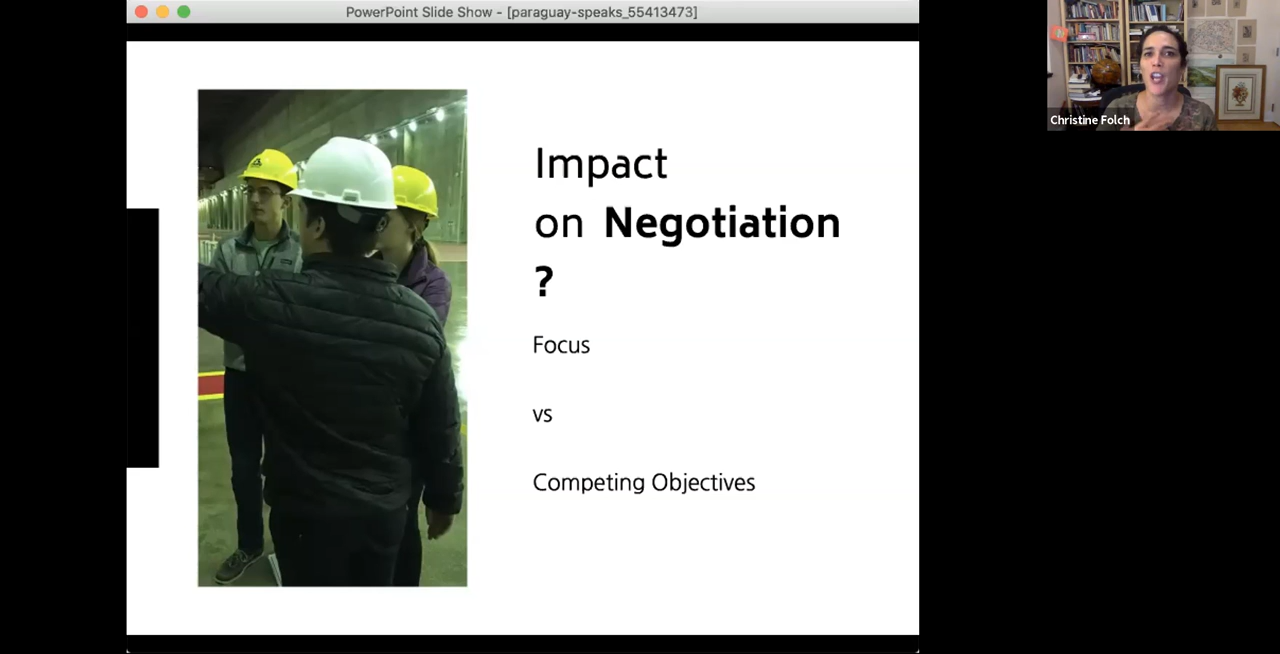 PowerPoint Slide Show - [paraguay-speaks_55413473]
Christine Folch
Impact
on Negotiation
?
Focus
vs
Competing Objectives